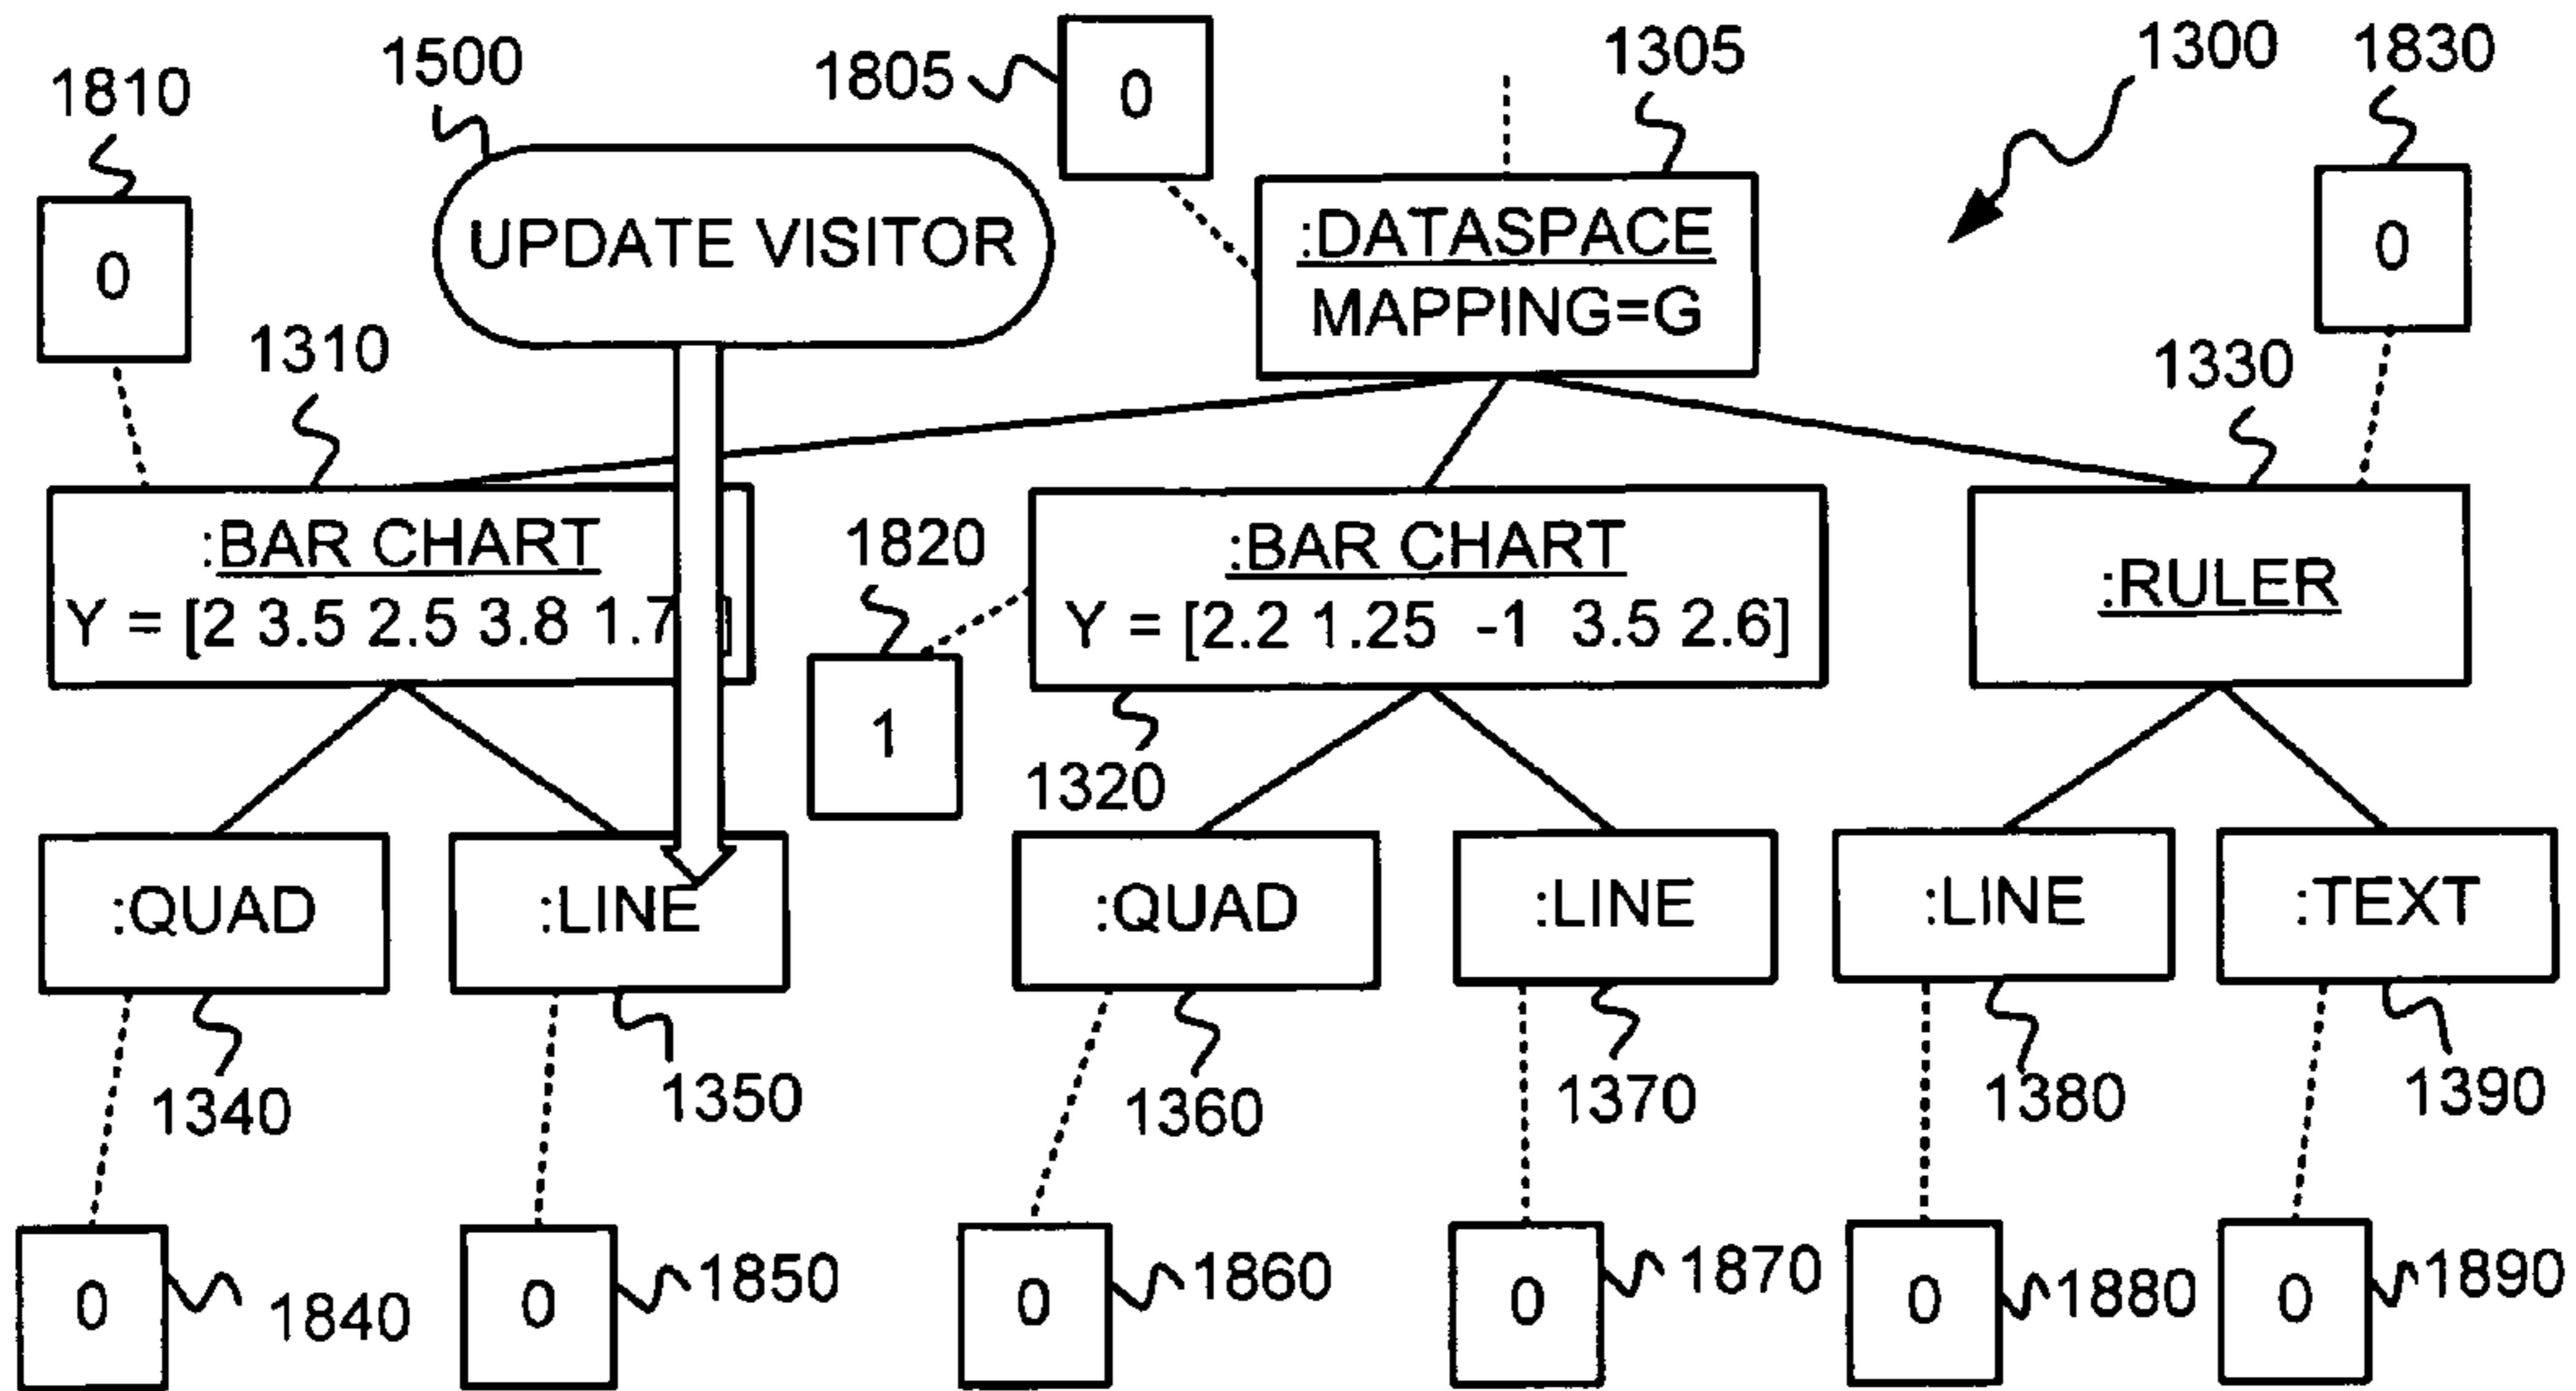 1810
1500
1805
0
1305
1300
1830
0
UPDATE VISITOR
:DATASPACE
MAPPING=G
0
1310
1330
:BAR CHART
Y = [2 3.5 2.5 3.8 1.7 ]
1820
1
:BAR CHART
Y = [2.2 1.25 -1 3.5 2.6]
1320
:RULER
:QUAD
:LINE
:QUAD
:LINE
:LINE
:TEXT
1340
1350
1360
1370
1380
1390
0
1840
0
1850
0
1860
0
1870
0
1880
0
1890